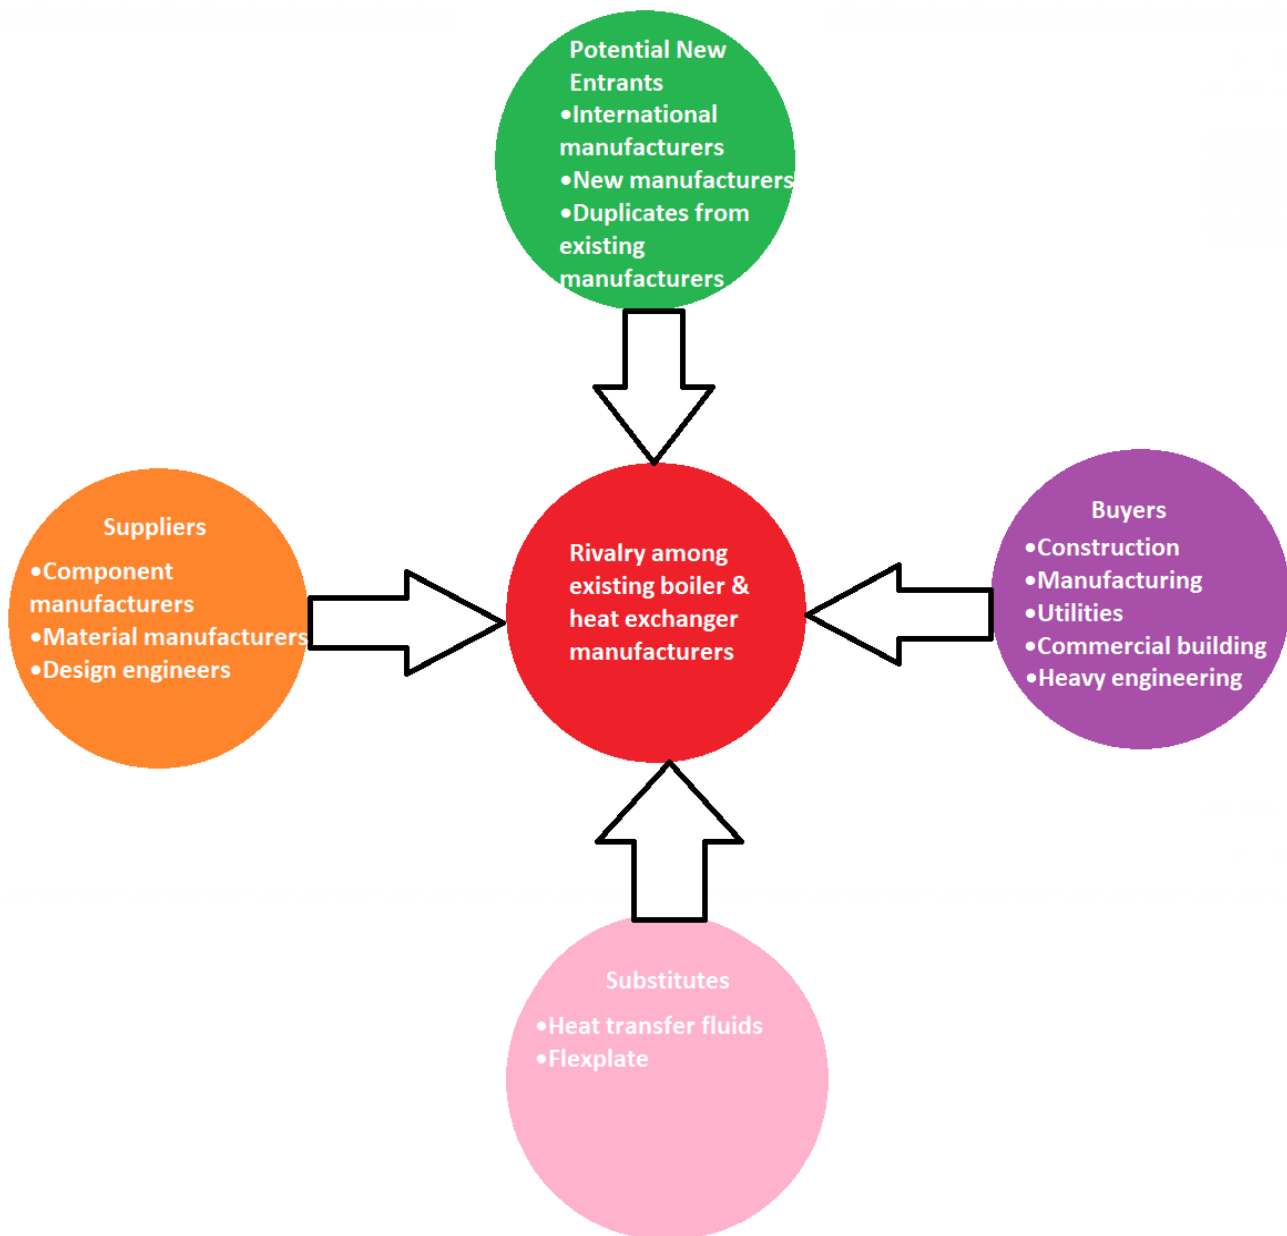 Potential New
Entrants
•International
manufacturers
•New manufacturers
•Duplicates from
existing
manufacturers
Suppliers
•Component
manufacturers
•Material manufacturers
•Design engineers
Rivalry among
existing boiler &
heat exchanger
manufacturers
Buyers
•Construction
•Manufacturing
•Utilities
•Commercial building
•Heavy engineering
Substitutes
•Heat transfer fluids
•Flexplate